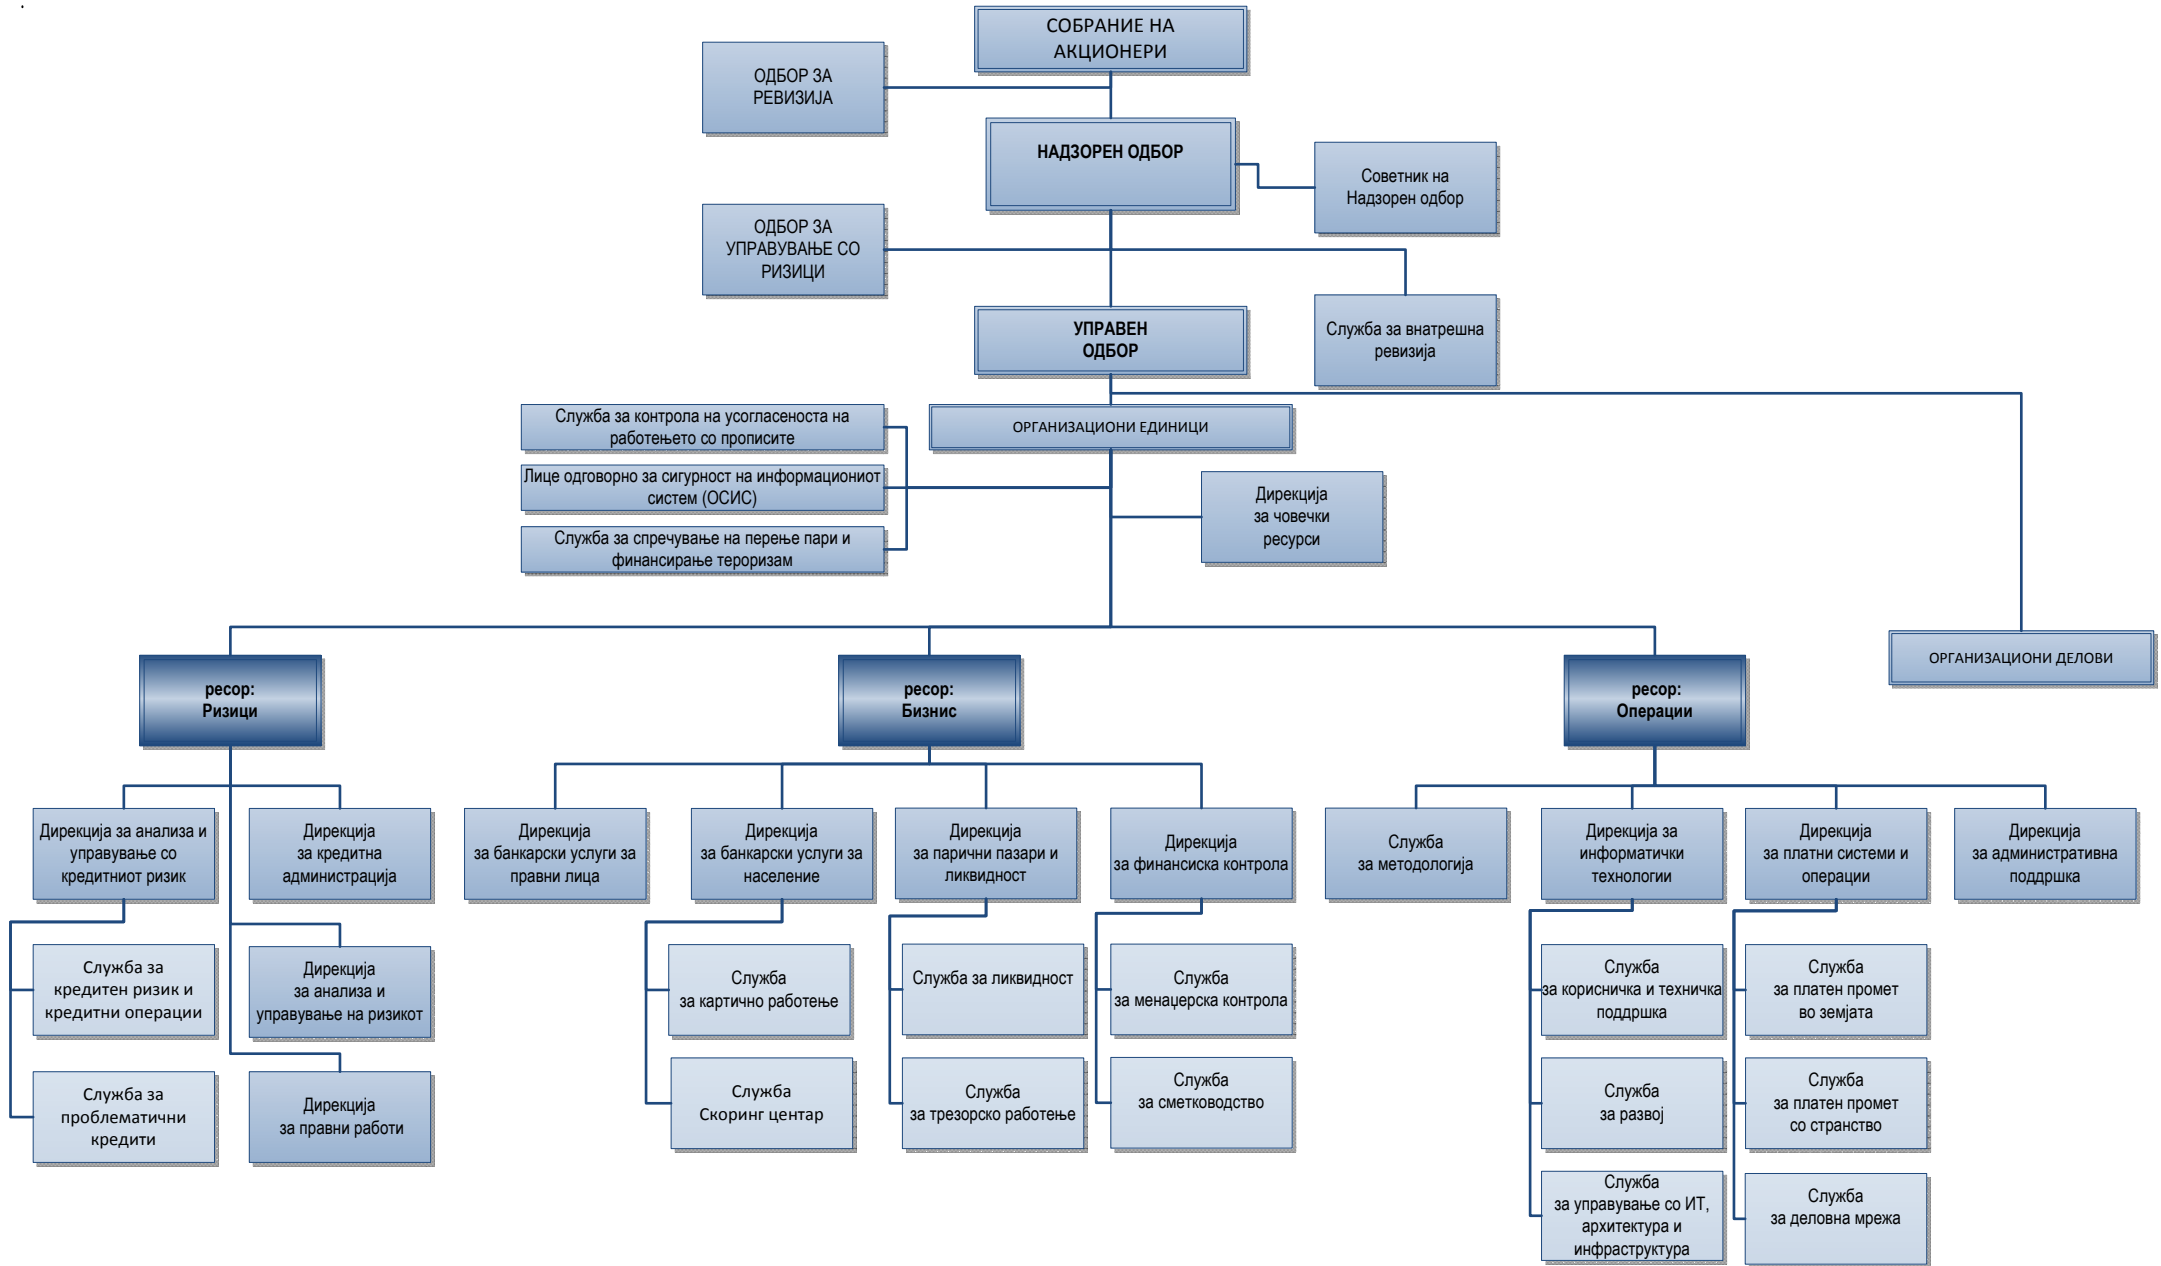 СОБРАНИЕ НА
АКЦИОНЕРИ
ОДБОР ЗА
РЕВИЗИЈА
НАДЗОРЕН ОДБОР
Советник на
Надзорен одбор
ОДБОР ЗА
УПРАВУВАЊЕ СО
РИЗИЦИ
УПРАВЕН
ОДБОР
Служба за внатрешна
ревизија
Служба за контрола на усогласеноста на
работењето со прописите
ОРГАНИЗАЦИОНИ ЕДИНИЦИ
Лице одговорно за сигурност на информациониот
систем (ОСИС)
Дирекција
за човечки
ресурси
Служба за спречување на перење пари и
финансирање тероризам
ресор:
Ризици
ресор:
Бизнис
ресор:
Операции
ОРГАНИЗАЦИОНИ ДЕЛОВИ
Дирекција за анализа и
управување со
кредитниот ризик
Дирекција
за кредитна
администрација
Дирекција
за банкарски услуги за
правни лица
Дирекција
за банкарски услуги за
население
Дирекција
за парични пазари и
ликвидност
Дирекција
за финансиска контрола
Служба
за методологија
Дирекција за
информатички
технологии
Дирекција
за платни системи и
операции
Дирекција
за административна
поддршка
Служба за
кредитен ризик и
кредитни операции
Дирекција
за анализа и
управување на ризикот
Служба
за картично работење
Служба за ликвидност
Служба
за менаџерска контрола
Служба
за корисничка и техничка
поддршка
Служба
за платен промет
во земјата
Служба за
проблематични
кредити
Дирекција
за правни работи
Служба
Скоринг центар
Служба
за трезорско работење
Служба
за сметководство
Служба
за развој
Служба
за платен промет
со странство
Служба
за управување со ИТ,
архитектура и
инфраструктура
Служба
за деловна мрежа